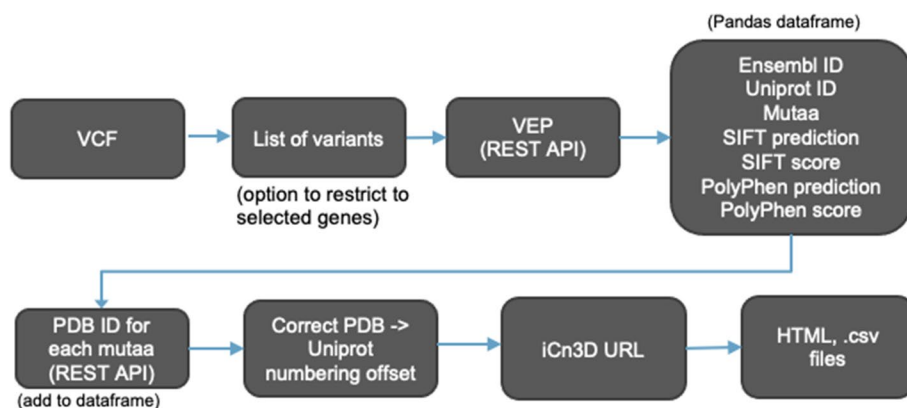 (Pandas dataframe)
VCF
List of variants
(option to restrict to
selected genes)
VEP
(REST API)
Ensembl ID
Uniprot ID
Mutaa
SIFT prediction
SIFT score
PolyPhen prediction
PolyPhen score
PDB ID for
each mutaa
(REST API)
(add to dataframe)
Correct PDB ->
Uniprot
numbering offset
iCn3D URL
HTML, .csv
files